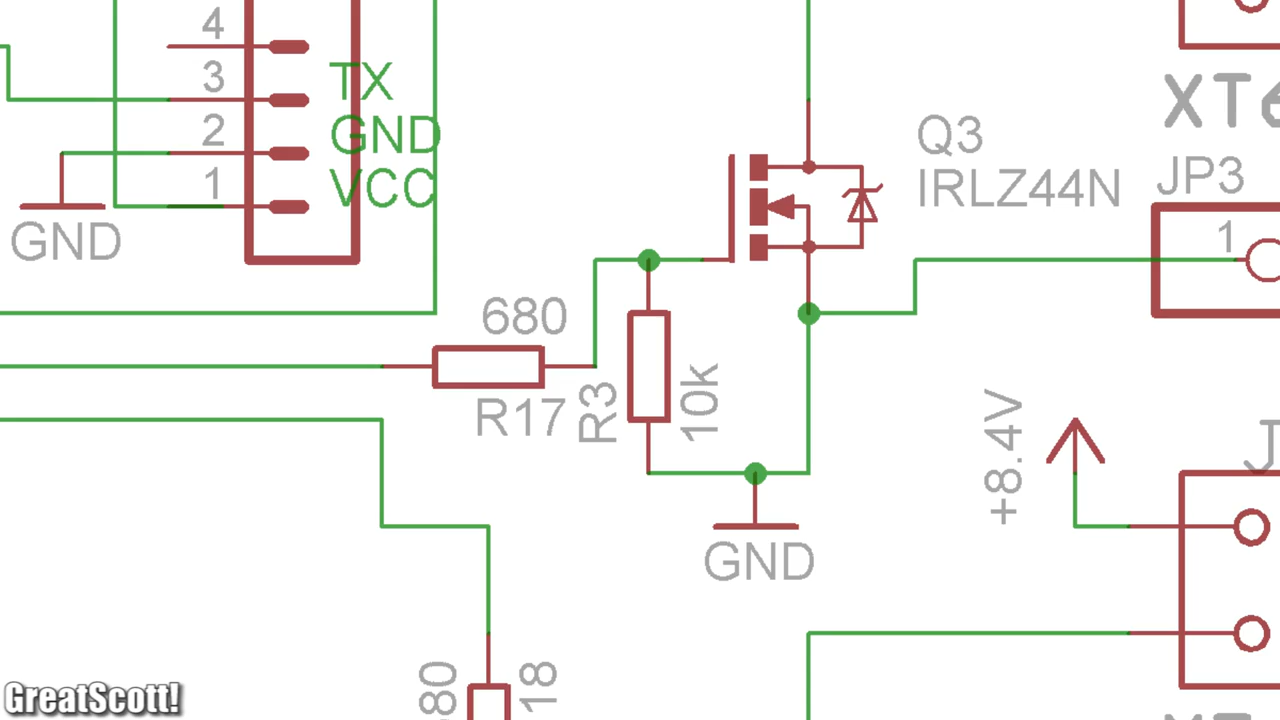 4
3
2
1
TX
GND
VCC
GND
680
R17
R3
10k
Q3
IRLZ44N
XT6
JP3
1
GND
+8.4V
J
80
18
GreatScott!